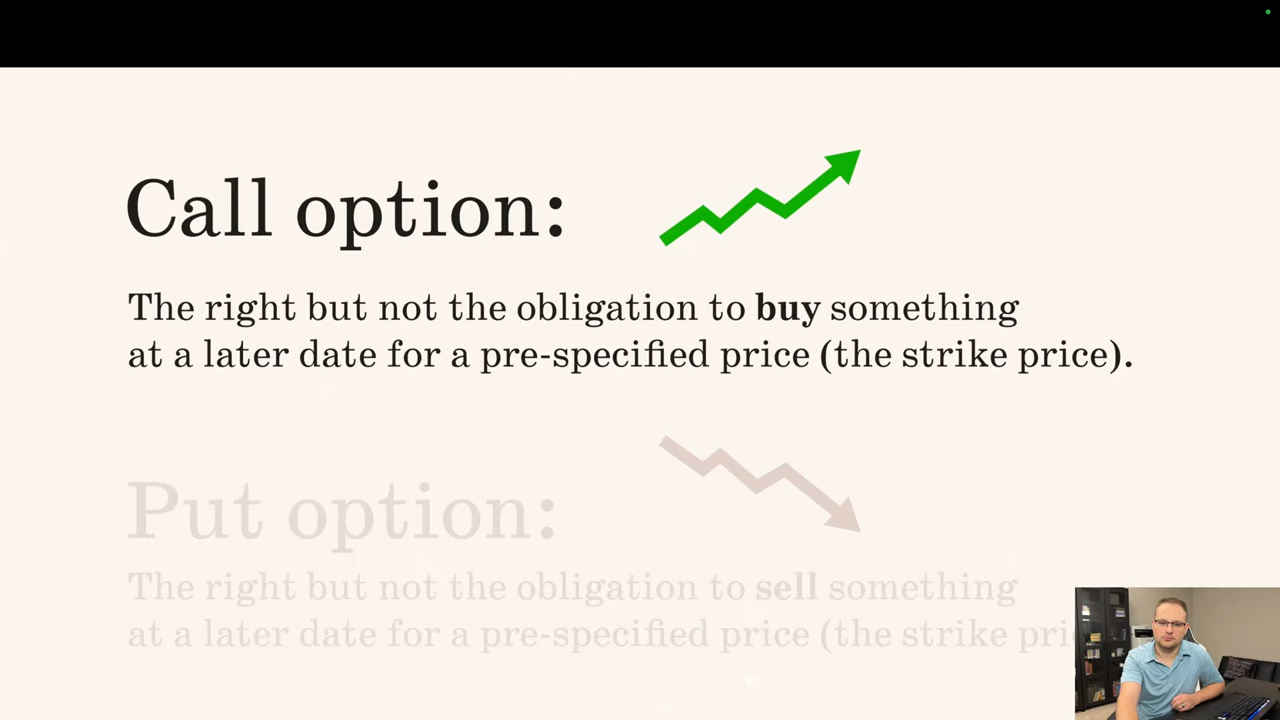 Call option:
The right but not the obligation to buy something
at a later date for a pre-specified price (the strike price).
Put option:
The right but not the obligation to sell something
at a later date for a pre-specified price (the strike